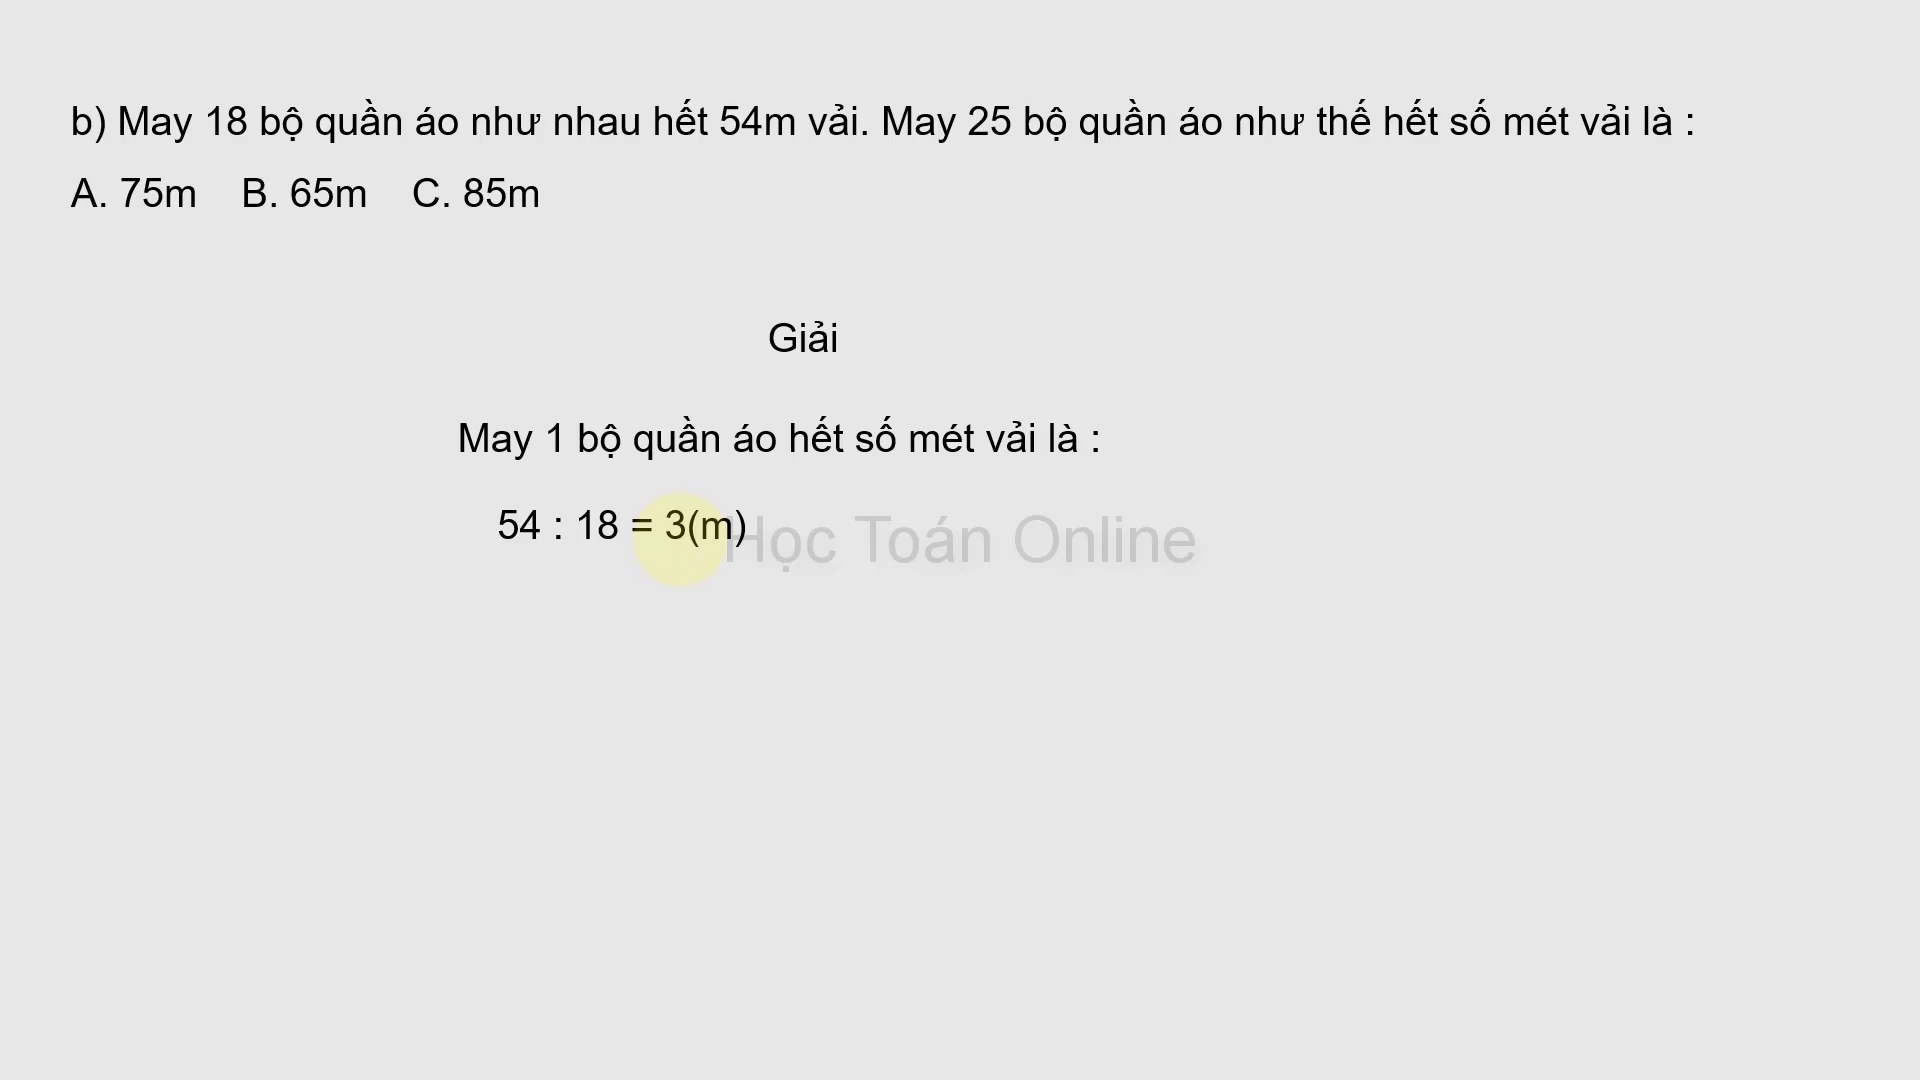 b) May 18 bộ quần áo như nhau hết 54m vải. May 25 bộ quần áo như thế hết số mét vải là :
A. 75m B. 65m C. 85m
Giải
May 1 bộ quần áo hết số mét vải là :
54 : 18 = 3(m)
Học Toán Online